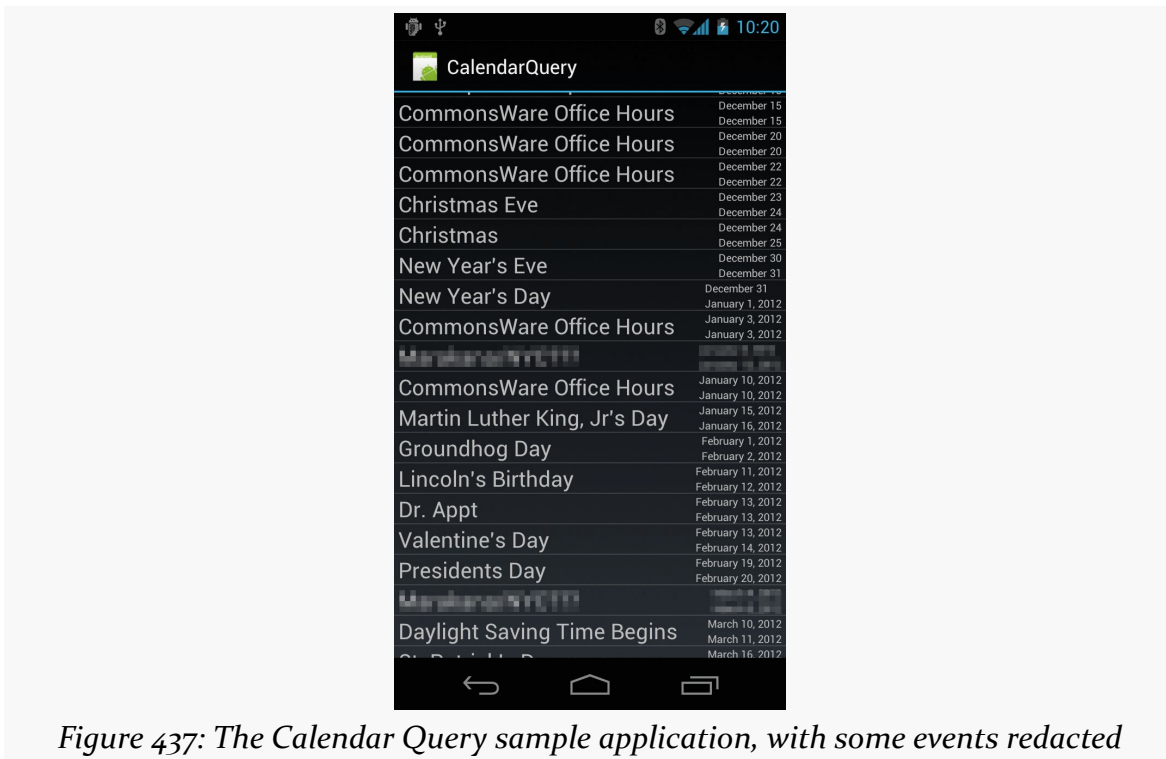 10:20
CalendarQuery
CommonsWare Office Hours December 15
December 15
CommonsWare Office Hours December 20
December 20
CommonsWare Office Hours December 22
December 22
Christmas Eve December 23
December 24
Christmas December 24
December 25
New Year's Eve December 30
December 31
New Year's Day December 31
January 1, 2012
CommonsWare Office Hours January 3, 2012
January 3, 2012
CommonsWare Office Hours January 10, 2012
January 10, 2012
Martin Luther King, Jr's Day January 15, 2012
January 16, 2012
Groundhog Day February 1, 2012
February 2, 2012
Lincoln's Birthday February 11, 2012
February 12, 2012
Dr. Appt February 13, 2012
February 13, 2012
Valentine's Day February 13, 2012
February 14, 2012
Presidents Day February 19, 2012
February 20, 2012
Daylight Saving Time Begins March 10, 2012
March 11, 2012
March 16, 2012
Figure 437: The Calendar Query sample application, with some events redacted